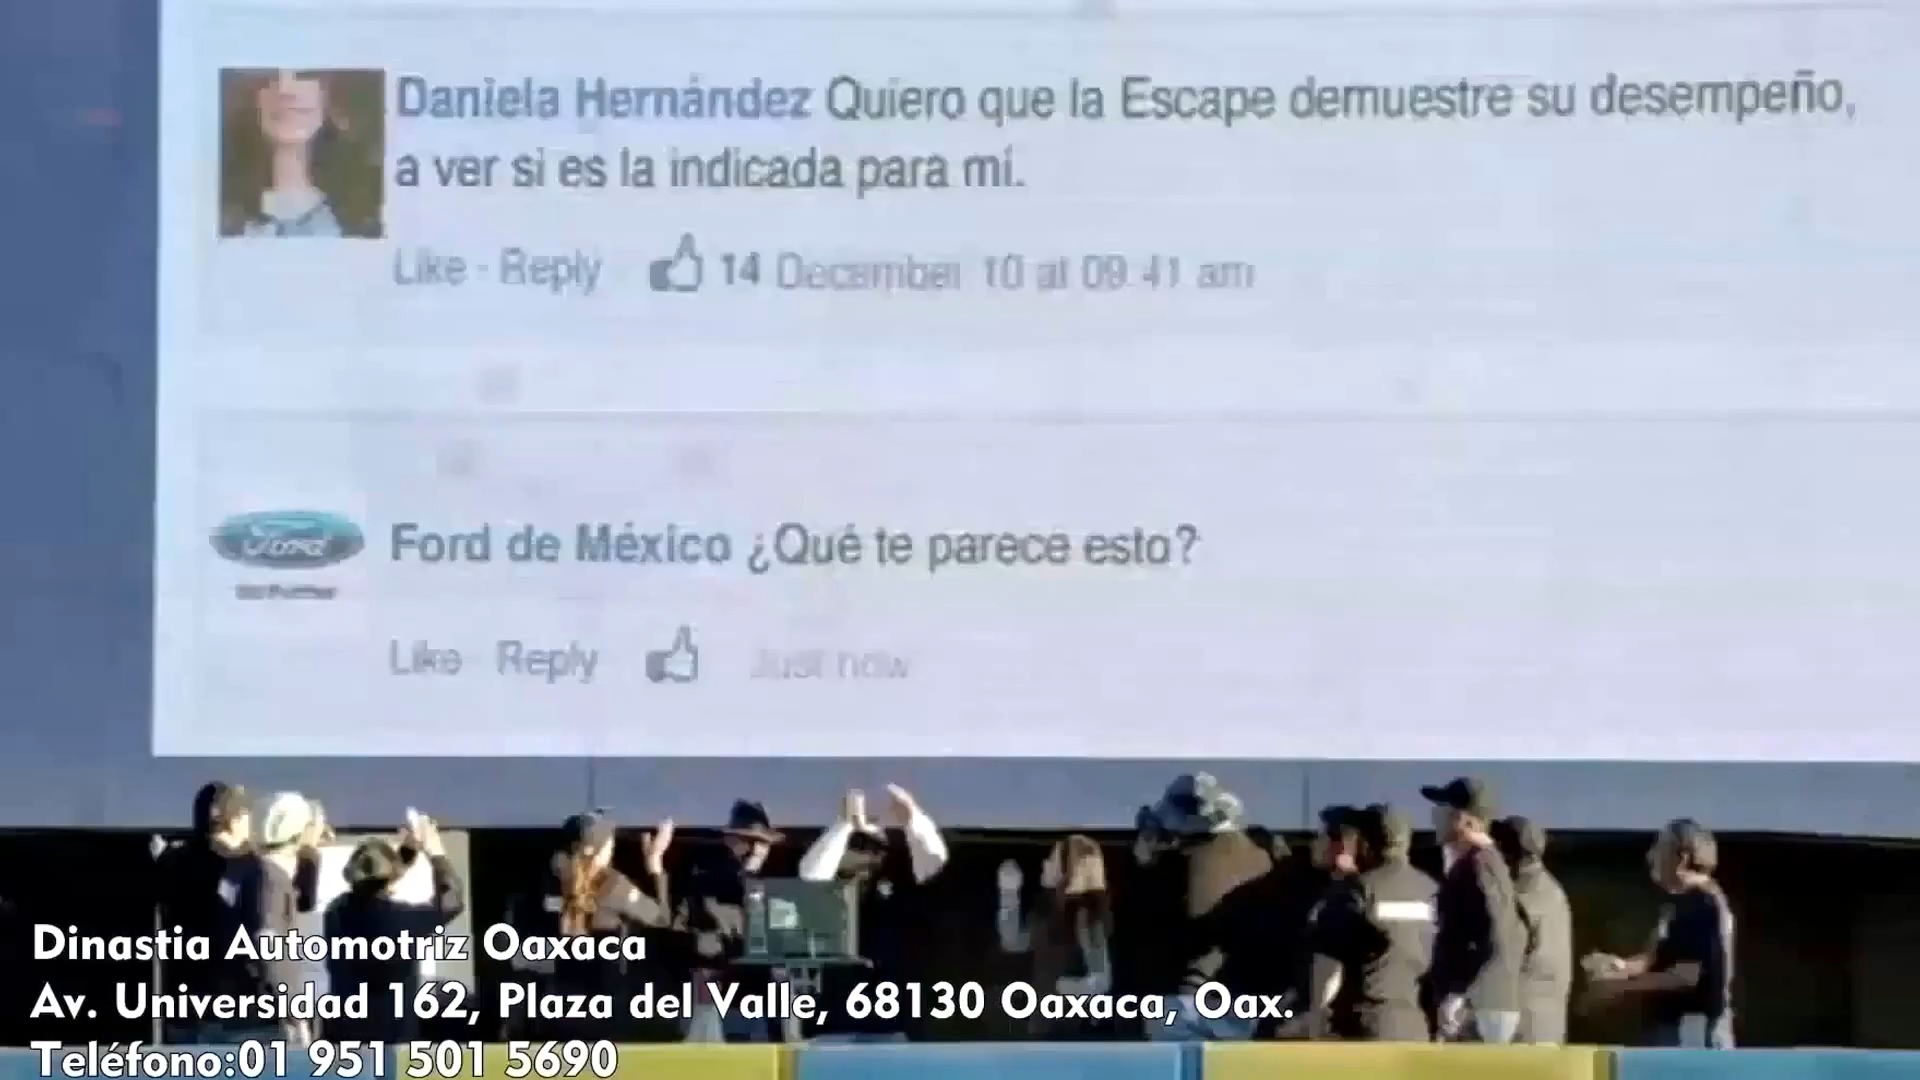 Daniela Hernández Quiero que la Escape demuestre su desempeño,
a ver si es la indicada para mí.
Like · Reply 14 December 10 at 09:41 am
Ford
Ford de México ¿Qué te parece esto?
Like Reply Just now
Dinastia Automotriz Oaxaca
Av. Universidad 162, Plaza del Valle, 68130 Oaxaca, Oax.
Teléfono:01 951 501 5690